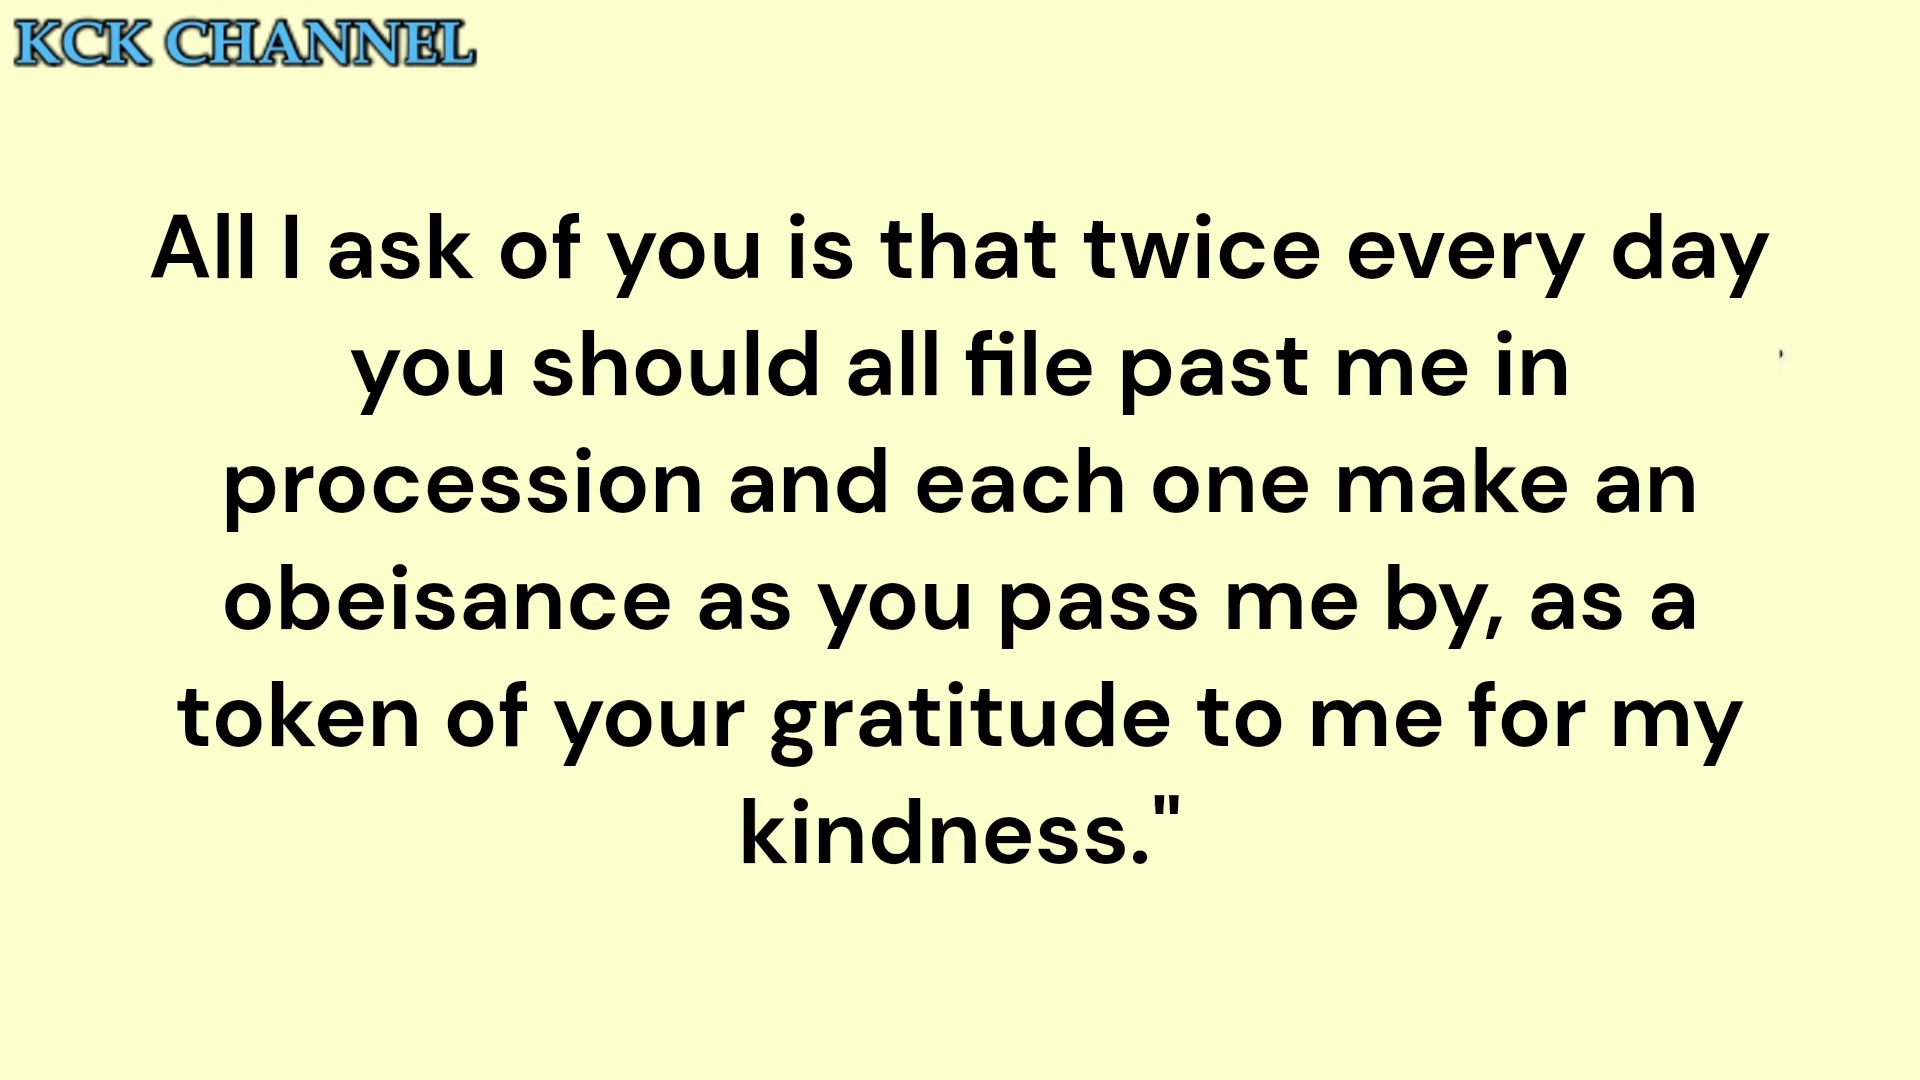 KCK CHANNEL
All I ask of you is that twice every day
you should all file past me in
procession and each one make an
obeisance as you pass me by, as a
token of your gratitude to me for my
kindness."